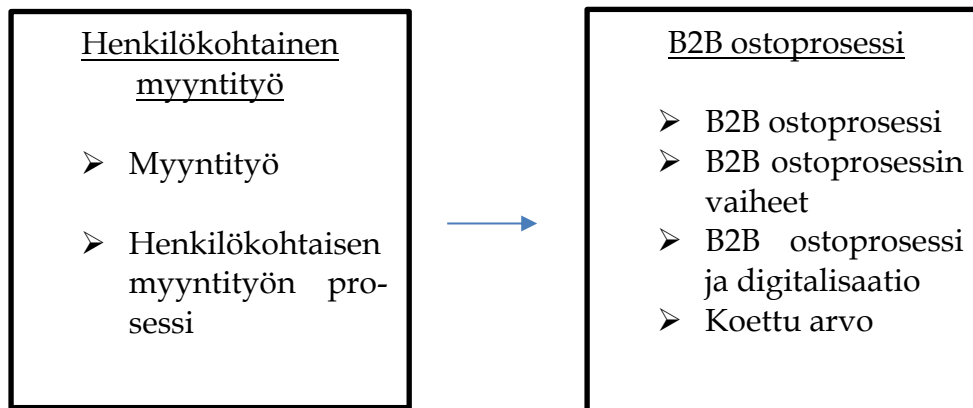 Henkilökohtainen
myyntityö
➢ Myyntityö
➢ Henkilökohtaisen
myyntityön pro-
sessi
B2B ostoprosessi
➢ B2B ostoprosessi
➢ B2B ostoprosessin
vaiheet
➢ B2B ostoprosessi
ja digitalisaatio
➢ Koettu arvo